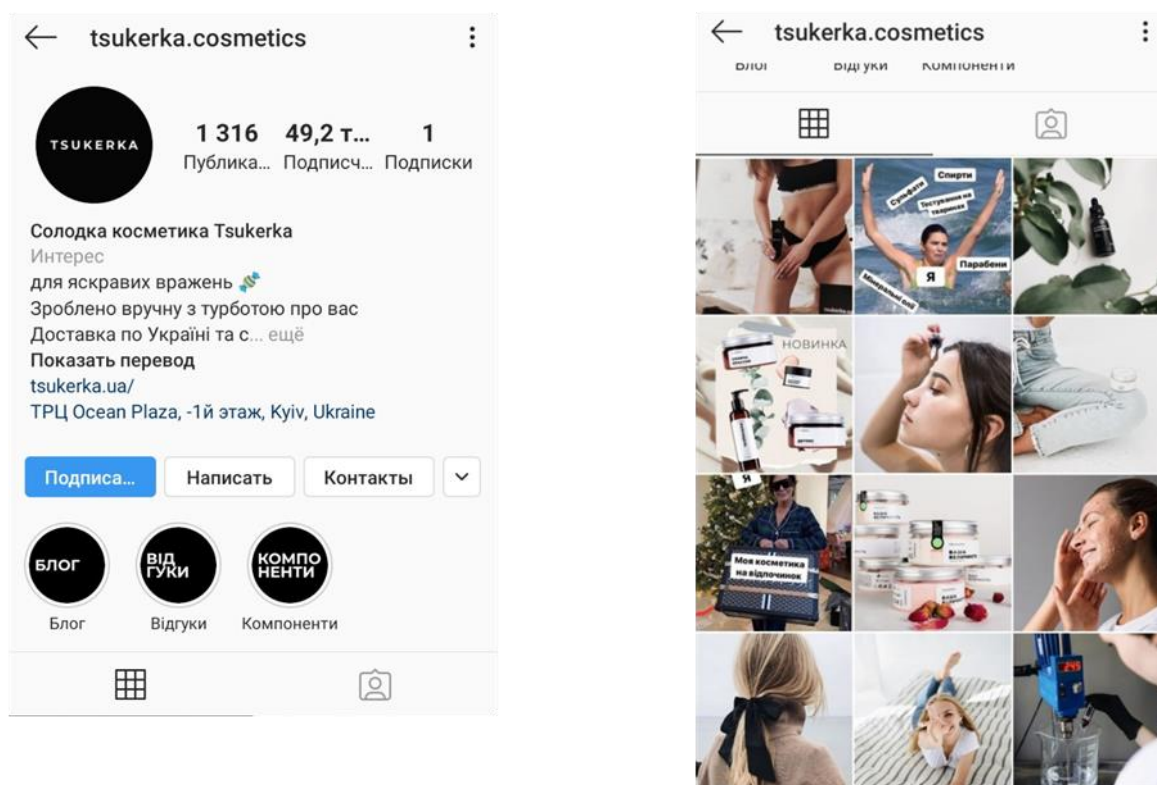 tsukerka.cosmetics
TSUKERKA
1 316 49,2 т... 1
Публика... Подписч... Подписки
Солодка косметика Tsukerka
Интерес
для яскравих вражень
Зроблено вручну з турботою про вас
Доставка по Україні та с... ещё
Показать перевод
tsukerka.ua/
ТРЦ Ocean Plaza, -1й этаж, Kyiv, Ukraine
Подписа... Написать Контакты
БЛОГ
ВІД
ГУКИ
КОМПО
НЕНТИ
Блог Відгуки Компоненти
tsukerka.cosmetics
Блог Відгуки Компоненти
Сульфати
Спирти
Тестування на
тваринах
Парабени
Я
Мінеральні олії
НОВИНКА
Я
Моя косметика
на відпочинок
ВАША
ВЕЛИЧНІСТЬ
245